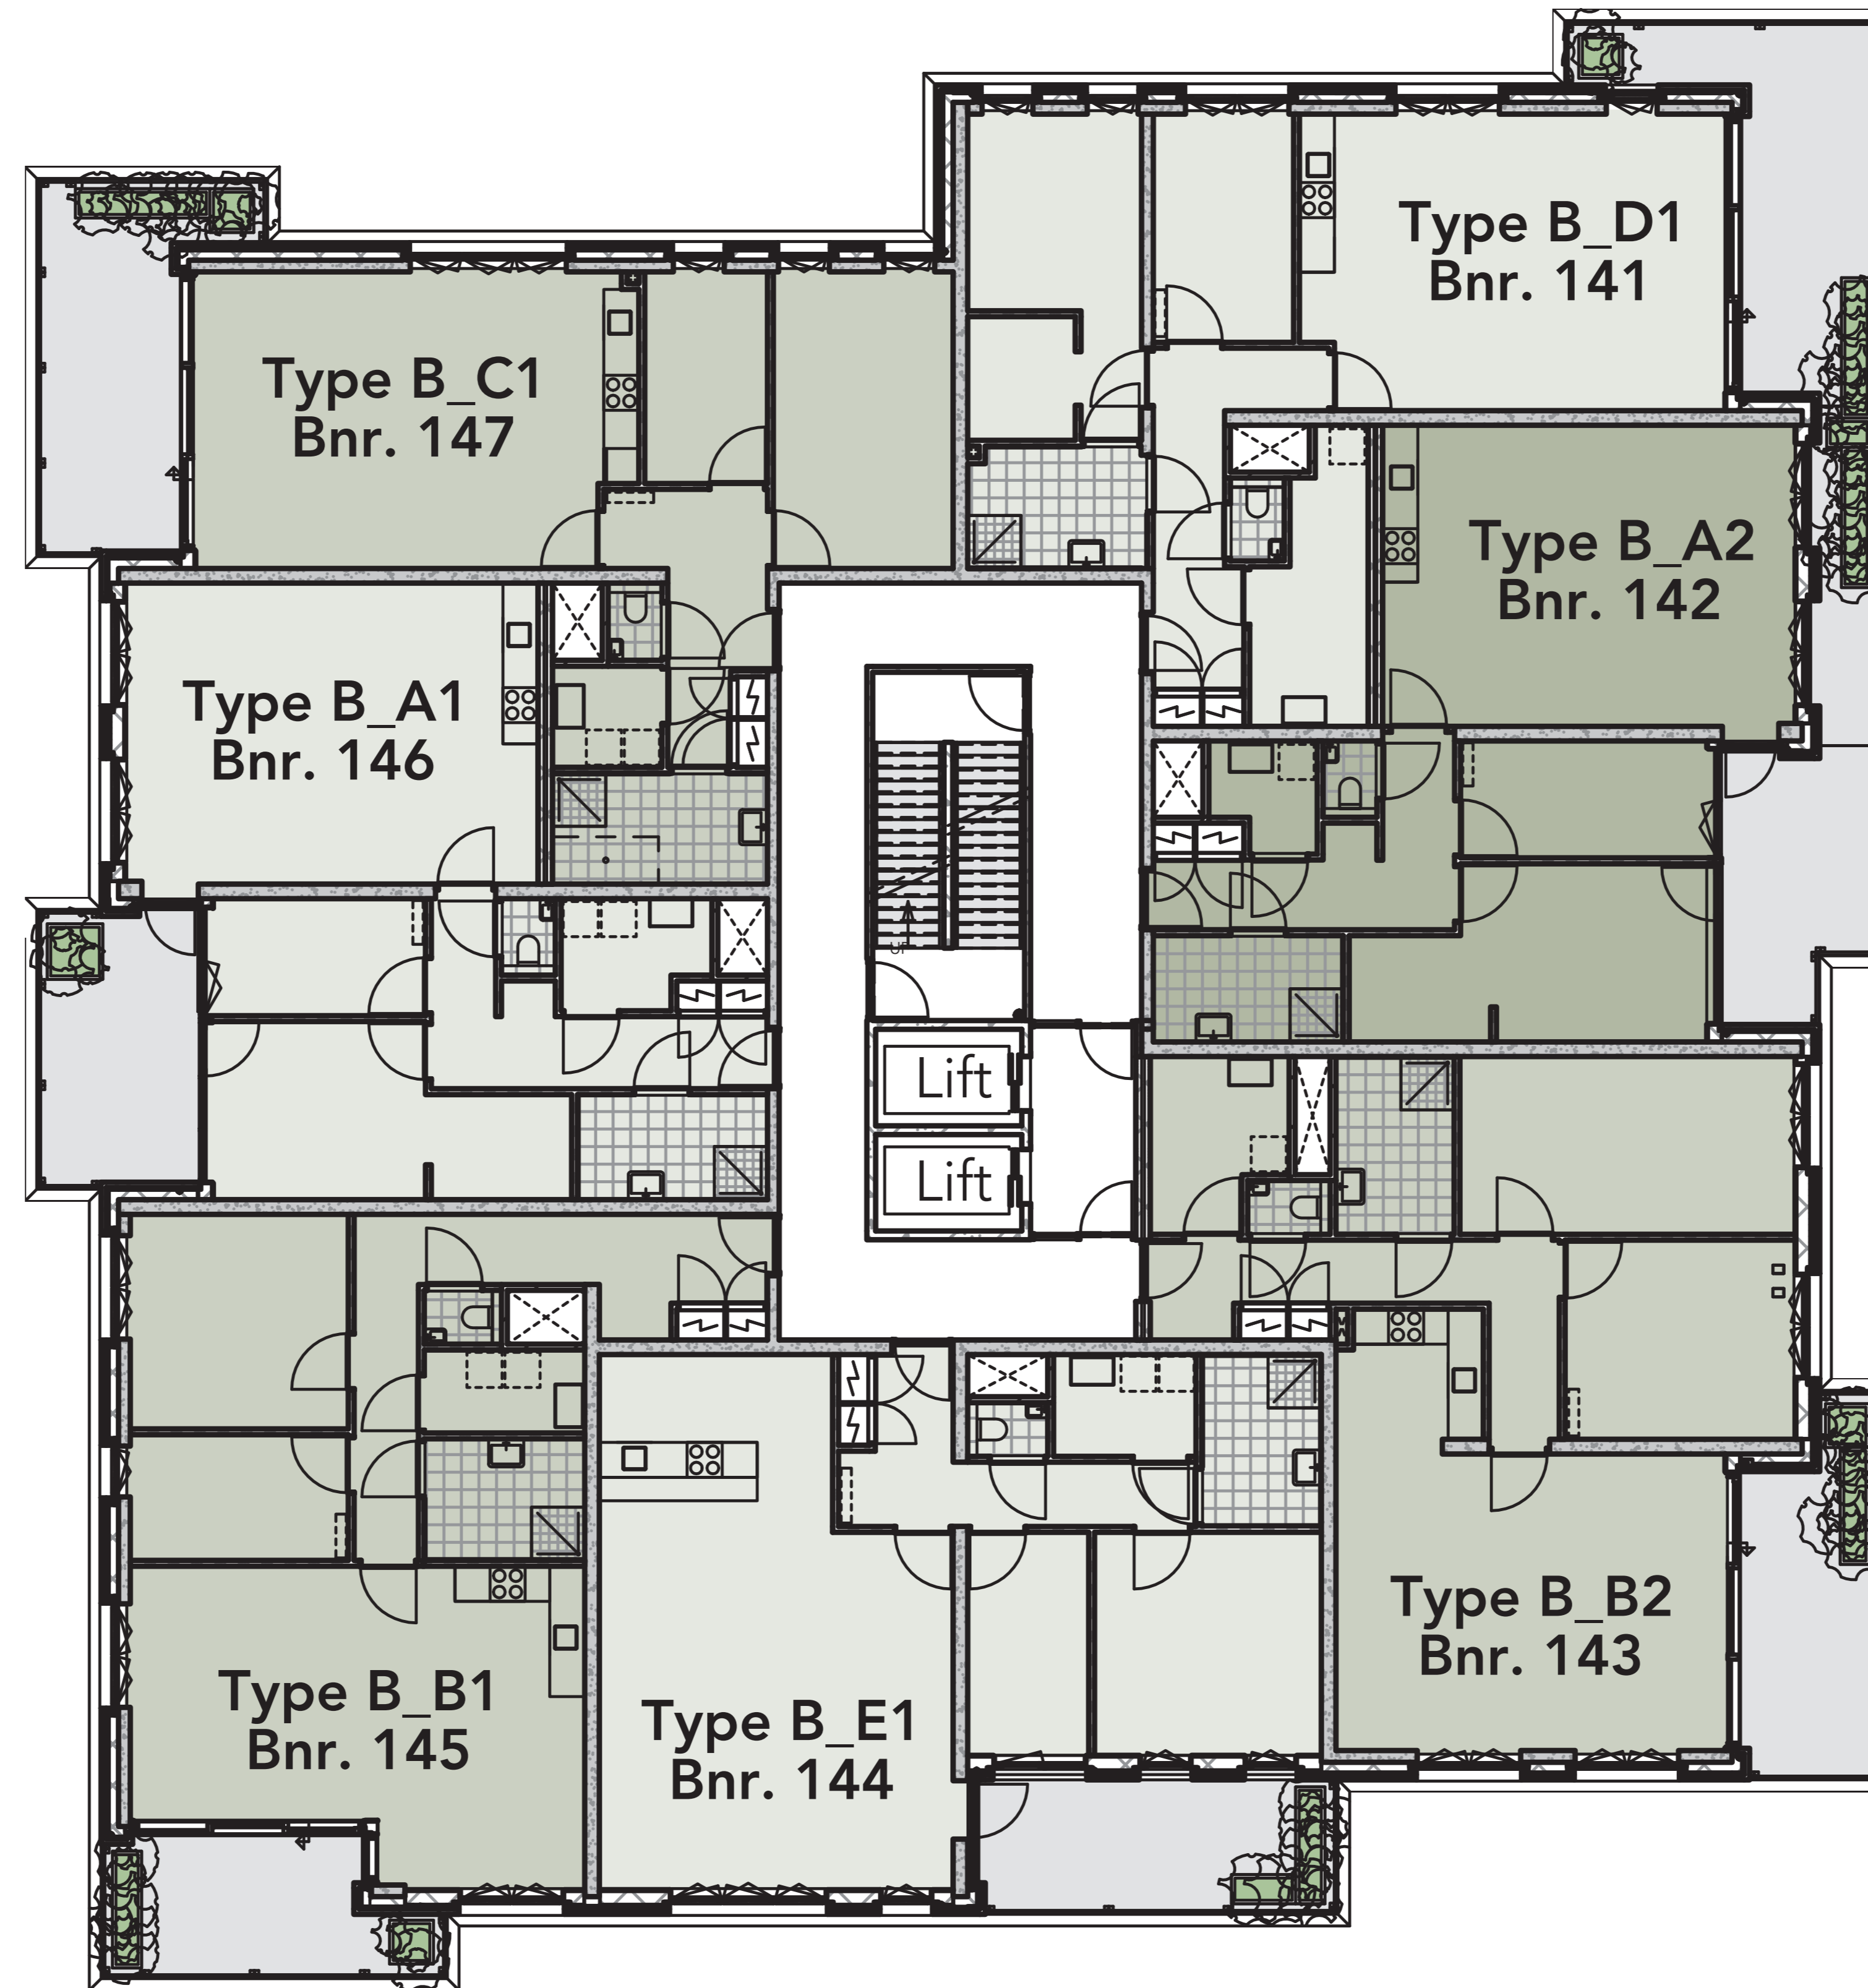 Type B_D1
Bnr. 141
Type B_C1
Bnr. 147
Type B_A2
Bnr. 142
Type B_A1
Bnr. 146
UP
Lift
Lift
Type B_B2
Bnr. 143
Type B_B1
Bnr. 145
Type B_E1
Bnr. 144